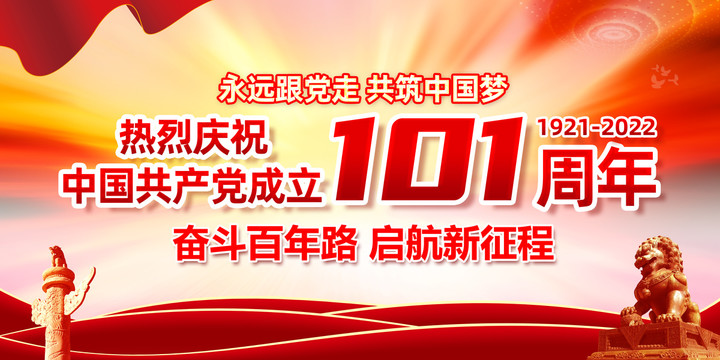 永远跟党走 共筑中国梦
热烈庆祝
中国共产党成立
101
1921-2022
周年
奋斗百年路 启航新征程